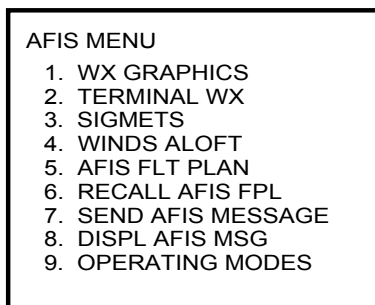 AFIS MENU
1. WX GRAPHICS
2. TERMINAL WX
3. SIGMETS
4. WINDS ALOFT
5. AFIS FLT PLAN
6. RECALL AFIS FPL
7. SEND AFIS MESSAGE
8. DISPL AFIS MSG
9. OPERATING MODES